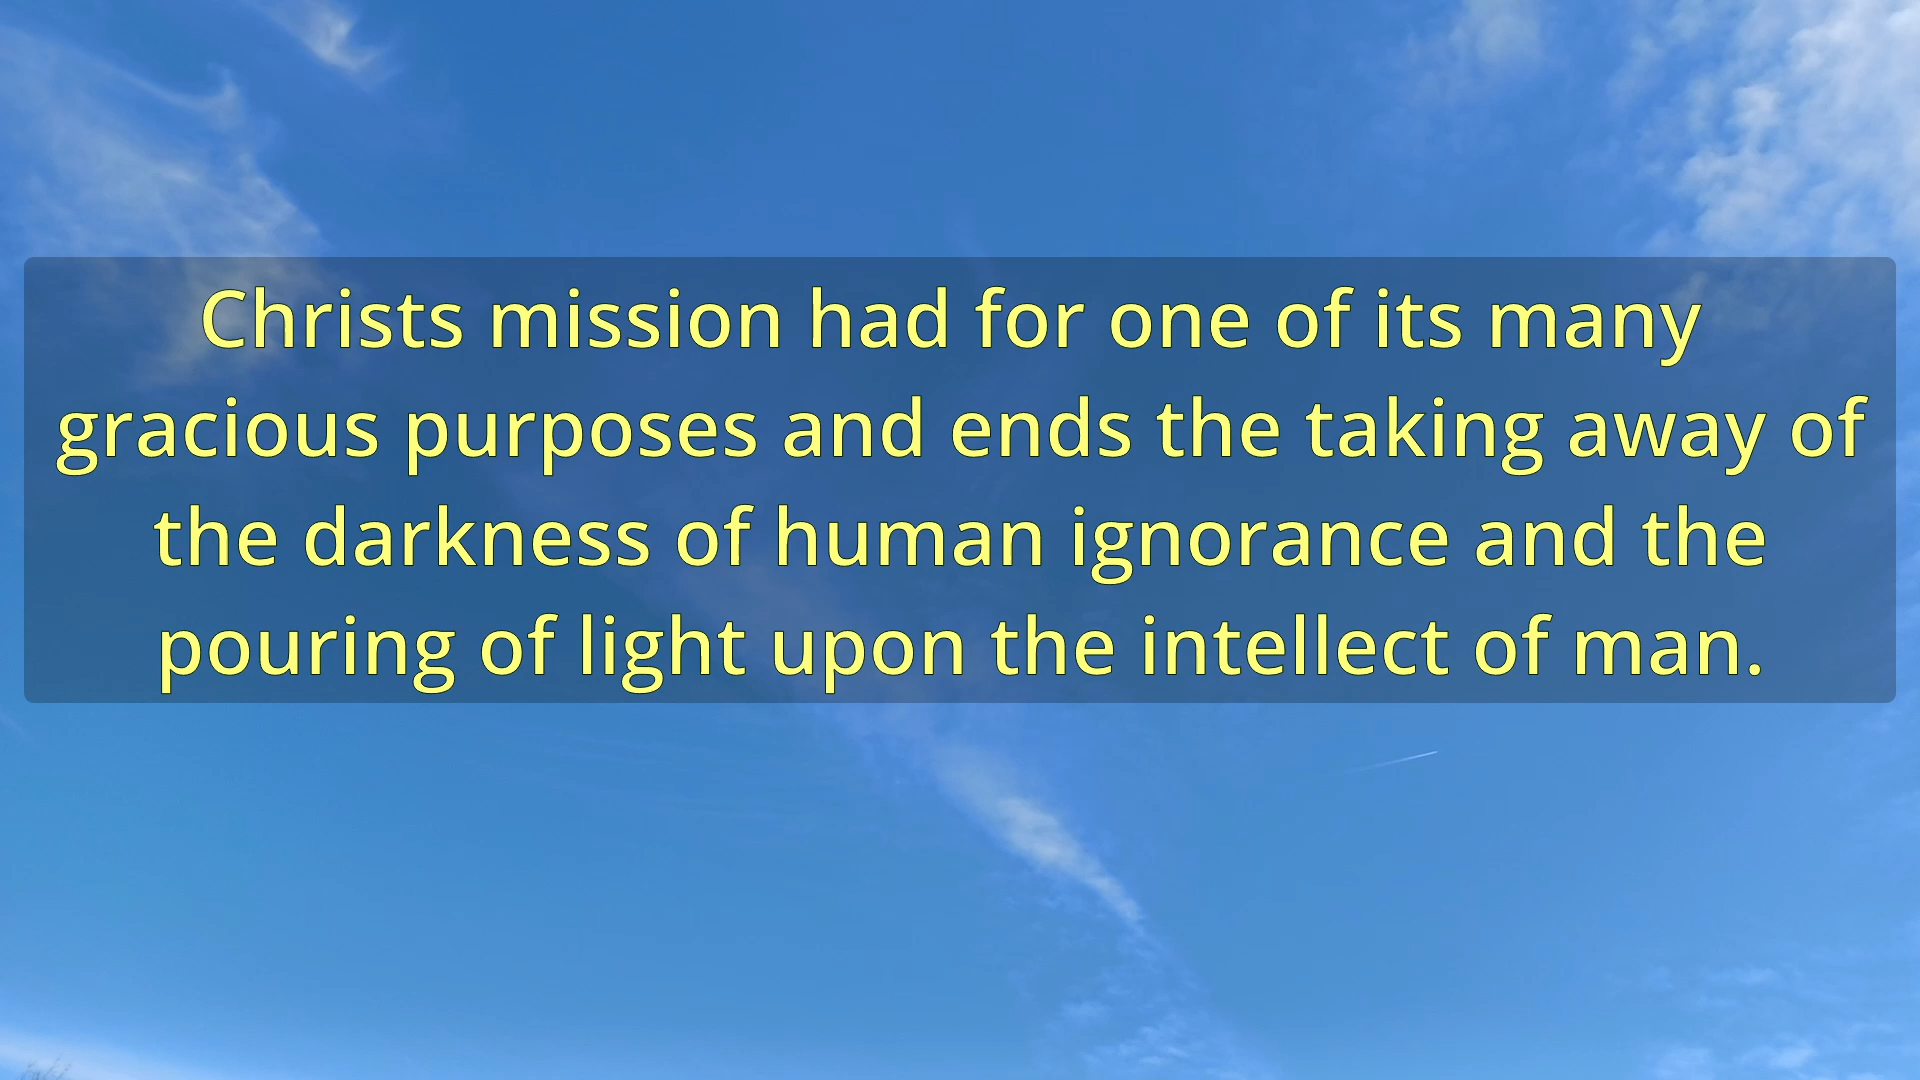 Christs mission had for one of its many
gracious purposes and ends the taking away of
the darkness of human ignorance and the
pouring of light upon the intellect of man.